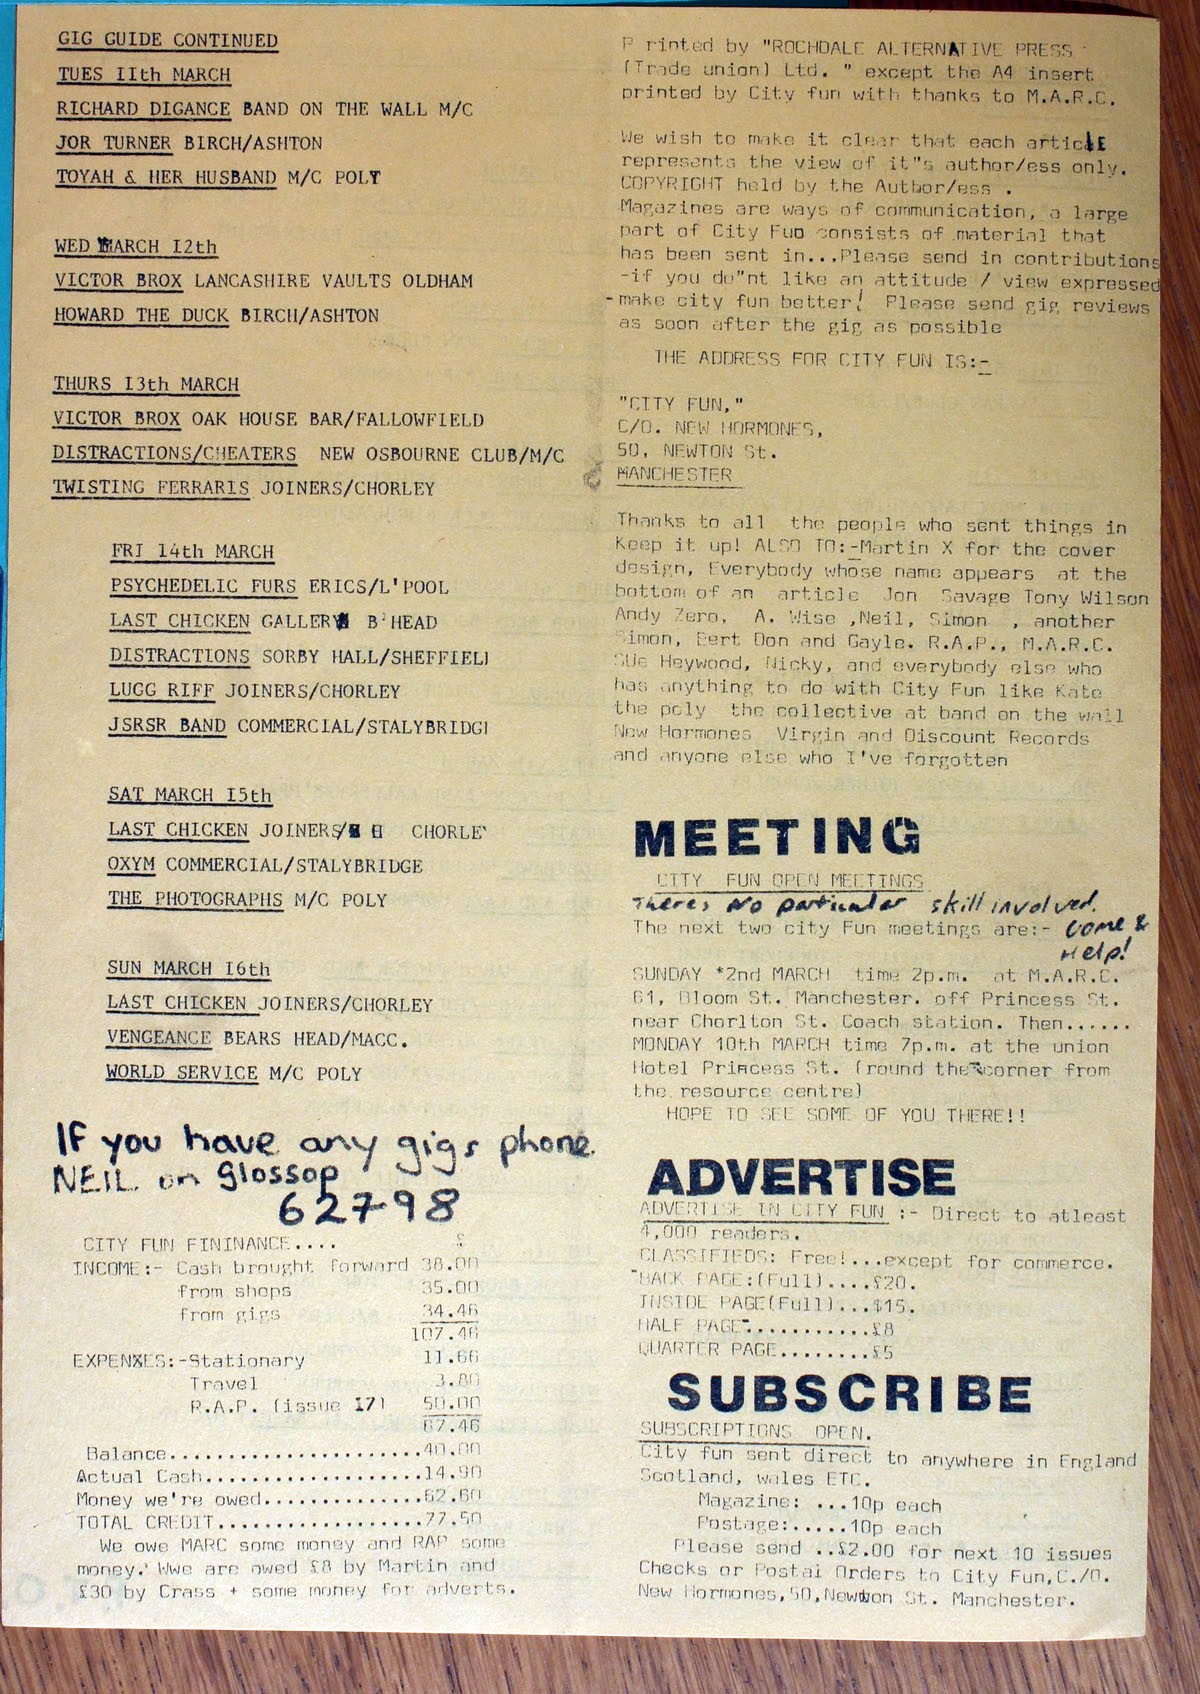 GIG GUIDE CONTINUED
TUES IIth MARCH
RICHARD DIGANCE BAND ON THE WALL M/C
JOR TURNER BIRCH/ASHTON
TOYAH & HER HUSBAND M/C POLY
WED MARCH I2th
VICTOR BROX LANCASHIRE VAULTS OLDHAM
HOWARD THE DUCK BIRCH/ASHTON
THURS I3th MARCH
VICTOR BROX OAK HOUSE BAR/FALLOWFIELD
DISTRACTIONS/CHEATERS NEW OSBOURNE CLUB/M/C
TWISTING FERRARIS JOINERS/CHORLEY
FRI I4th MARCH
PSYCHEDELIC FURS ERICS/L'POOL
LAST CHICKEN GALLERY B'HEAD
DISTRACTIONS SORBY HALL/SHEFFIEL
LUGG RIFF JOINERS/CHORLEY
JSRSR BAND COMMERCIAL/STALYBRIDG
SAT MARCH I5th
LAST CHICKEN JOINERS/ CHORLE
OXYM COMMERCIAL/STALYBRIDGE
THE PHOTOGRAPHS M/C POLY
SUN MARCH I6th
LAST CHICKEN JOINERS/CHORLEY
VENGEANCE BEARS HEAD/MACC.
WORLD SERVICE M/C POLY
IF you have any gigs phone
NEIL on Glossop
62798
CITY FUN FININANCE.... £
INCOME:- Cash brought forward 38.00
from shops 35.00
from gigs 34.46
107.46
EXPENXES:-Stationary 11.66
Travel 3.80
R.A.P. (issue I7) 50.00
67.46
Balance.....................40.00
Actual Cash..................14.90
Money we're owed.............62.60
TOTAL CREDIT.................77.50
We owe MARC some money and RAP some
money. Wwe are owed £8 by Martin and
£30 by Crass + some money for adverts.
P rinted by "ROCHDALE ALTERNATIVE PRESS
(Trade union) Ltd. " except the A4 insert
printed by City fun with thanks to M.A.R.C.
We wish to make it clear that each article
represents the view of it"s author/ess only.
COPYRIGHT held by the Author/ess .
Magazines are ways of communication, a large
part of City Fun consists of material that
has been sent in...Please send in contributions
-if you do"nt like an attitude / view expressed
-make city fun better! Please send gig reviews
as soon after the gig as possible
THE ADDRESS FOR CITY FUN IS:-
"CITY FUN,"
C/O. NEW HORMONES,
50, NEWTON St.
MANCHESTER
Thanks to all the people who sent things in
Keep it up! ALSO TO:-Martin X for the cover
design, Everybody whose name appears at the
bottom of an article Jon Savage Tony Wilson
Andy Zero, A. Wise ,Neil, Simon , another
Simon, Bert Don and Gayle. R.A.P., M.A.R.C.
SUe Heywood, Nicky, and everybody else who
has anything to do with City Fun like Kate
the poly the collective at band on the wall
New Hormones Virgin and Discount Records
and anyone else who I've forgotten
MEETING
CITY FUN OPEN MEETINGS
Theres No particular skill involved.
The next two city Fun meetings are:- come &
Help!
SUNDAY *2nd MARCH time 2p.m. at M.A.R.C.
61, Bloom St. Manchester. off Princess St.
near Chorlton St. Coach station. Then......
MONDAY 10th MARCH time 7p.m. at the union
Hotel Princess St. (round the corner from
the resource centre)
HOPE TO SEE SOME OF YOU THERE!!
ADVERTISE
ADVERTISE IN CITY FUN :- Direct to atleast
4,000 readers.
CLASSIFIEDS: Free!...except for commerce.
BACK PAGE:(Full)....£20.
INSIDE PAGE(Full)...$15.
HALF PAGE...........£8
QUARTER PAGE........£5
SUBSCRIBE
SUBSCRIPTIONS OPEN.
City fun sent direct to anywhere in England
Scotland, wales ETC.
Magazine: ...10p each
Postage:.....10p each
Please send ..£2.00 for next 10 issues
Checks or Postal Orders to City Fun,C./O.
New Hormones,50,Newton St. Manchester.